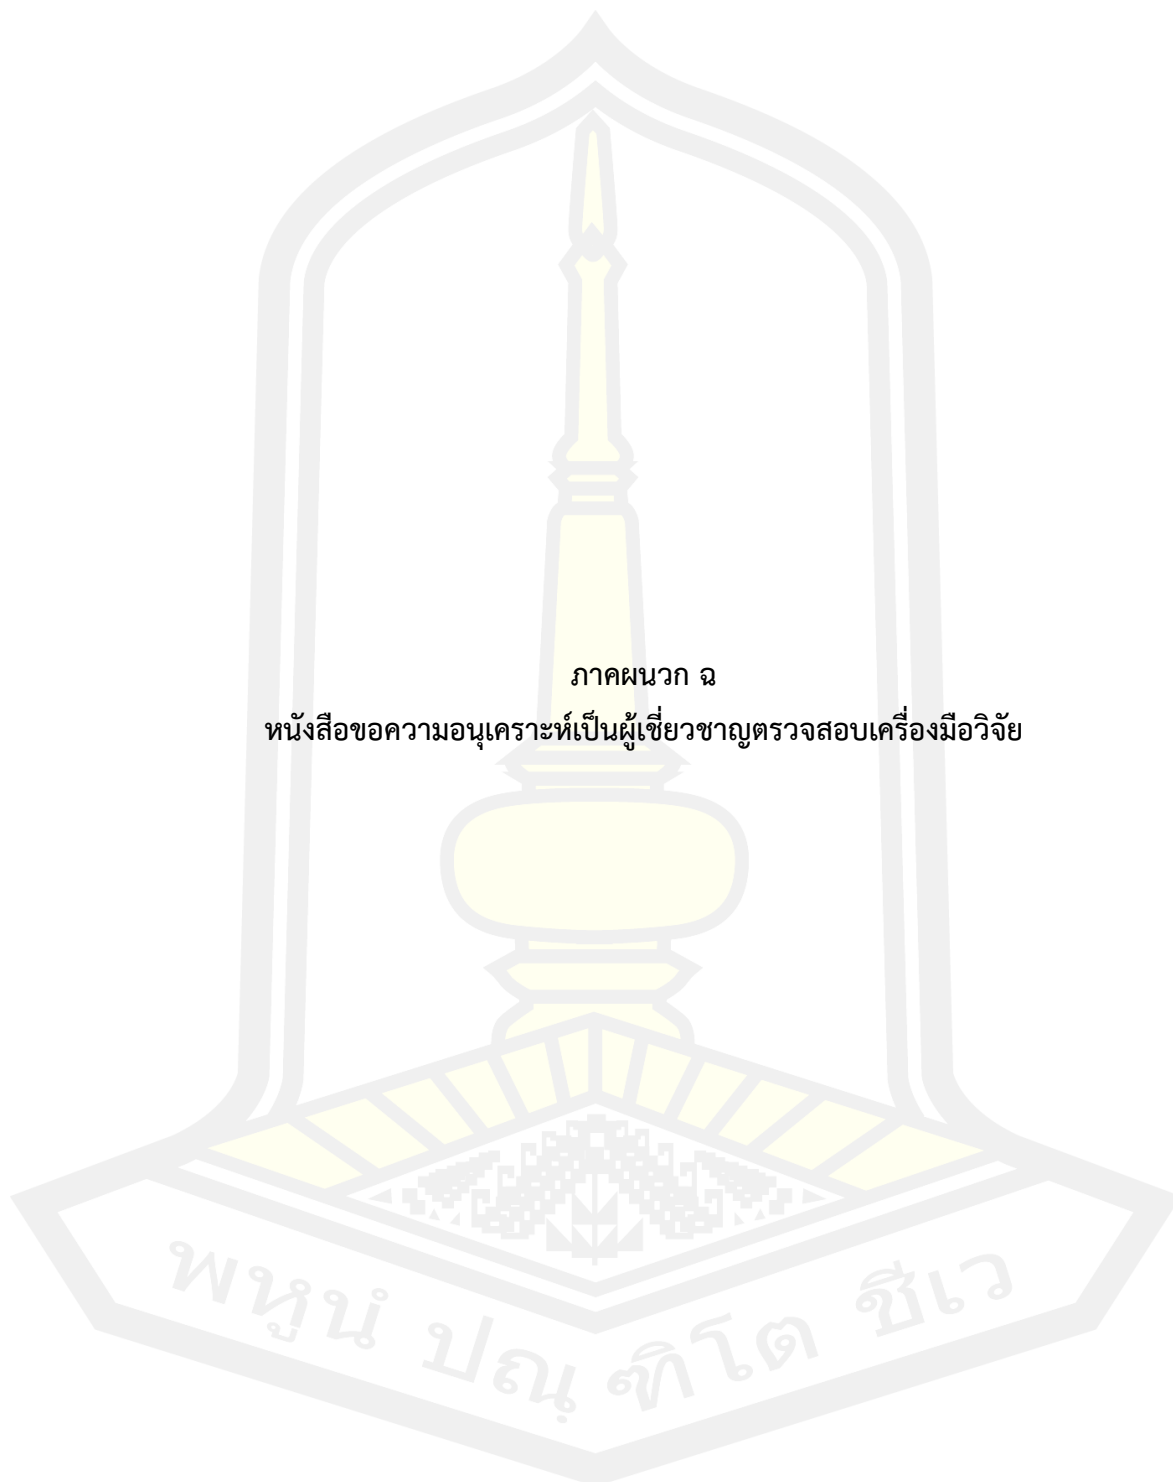 ภาคผนวก ฉ
หนังสือขอความอนุเคราะห์เป็นผู้เชี่ยวชาญตรวจสอบเครื่องมือวิจัย
พหูนํ ปณฺฑิโต ชีเว